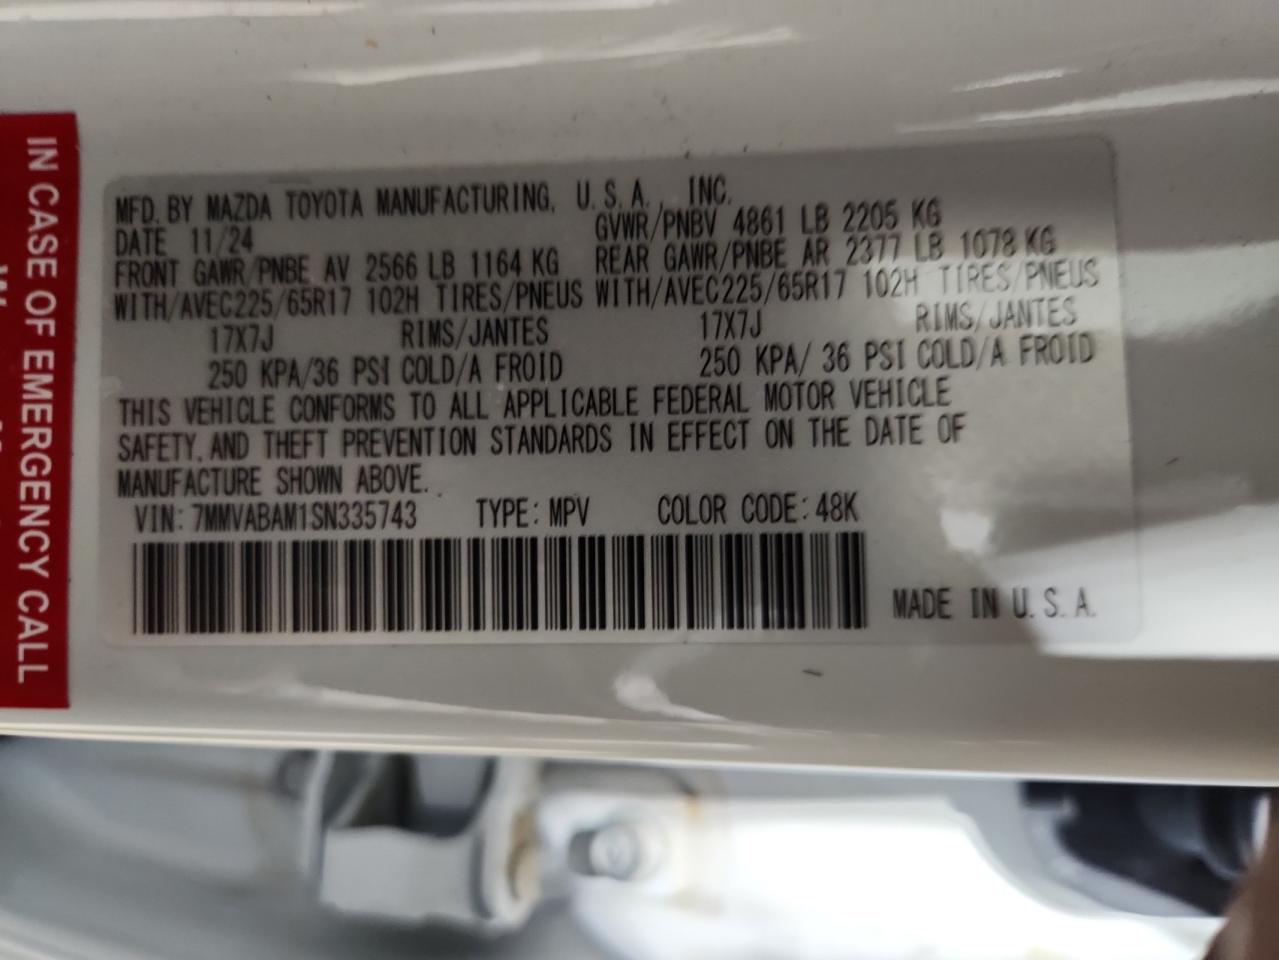 IN CASE OF EMERGENCY CALL
MFD. BY MAZDA TOYOTA MANUFACTURING, U.S.A., INC.
DATE 11/24 GVWR/PNBV 4861 LB 2205 KG
FRONT GAWR/PNBE AV 2566 LB 1164 KG REAR GAWR/PNBE AR 2377 LB 1078 KG
WITH/AVEC225/65R17 102H TIRES/PNEUS WITH/AVEC225/65R17 102H TIRES/PNEUS
17X7J RIMS/JANTES 17X7J RIMS/JANTES
250 KPA/36 PSI COLD/A FROID 250 KPA/ 36 PSI COLD/A FROID
THIS VEHICLE CONFORMS TO ALL APPLICABLE FEDERAL MOTOR VEHICLE
SAFETY, AND THEFT PREVENTION STANDARDS IN EFFECT ON THE DATE OF
MANUFACTURE SHOWN ABOVE.
VIN: 7MMVABAM1SN335743 TYPE: MPV COLOR CODE: 48K
MADE IN U.S.A.